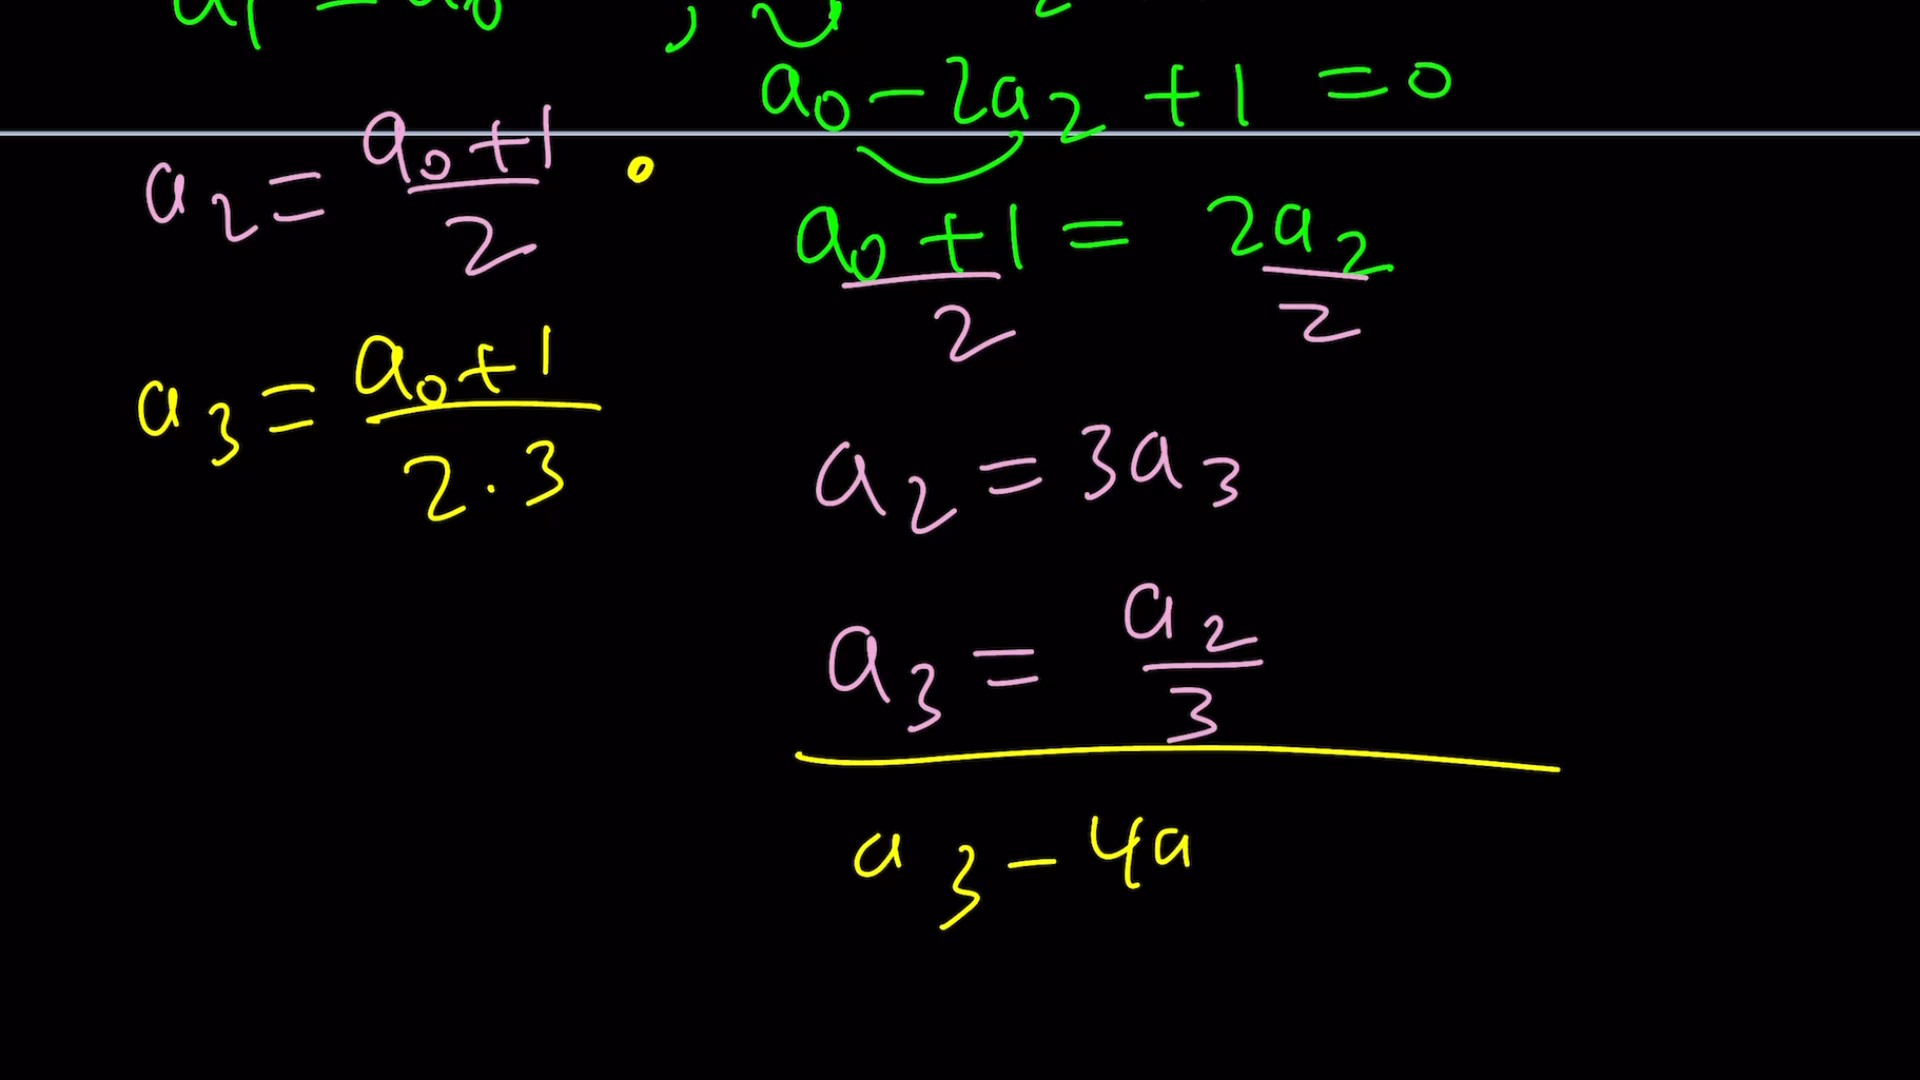 a₀ - 2a₂ + 1 = 0
a₂ = (a₀+1)/2
(a₀+1)/2 = 2a₂/2
a₃ = (a₀+1)/(2·3)
a₂ = 3a₃
a₃ = a₂/3
a₃ - 4a